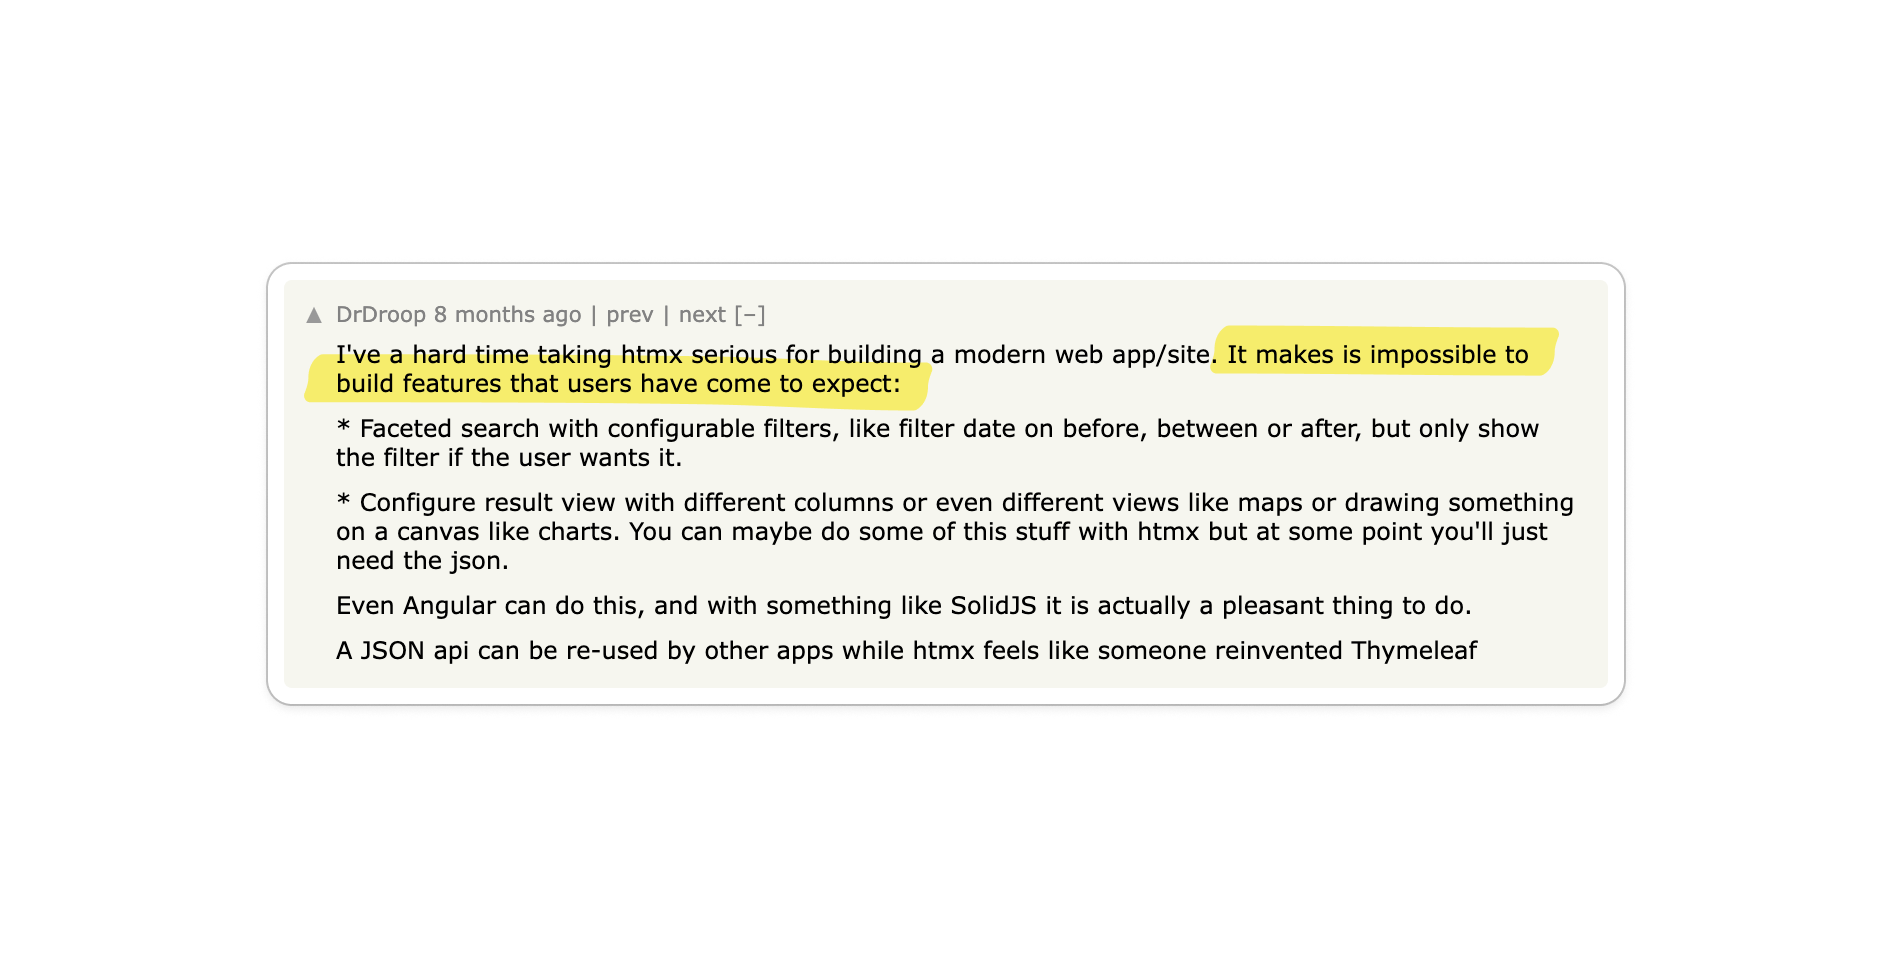 ▲ DrDroop 8 months ago | prev | next [–]
I've a hard time taking htmx serious for building a modern web app/site. It makes is impossible to
build features that users have come to expect:
* Faceted search with configurable filters, like filter date on before, between or after, but only show
the filter if the user wants it.
* Configure result view with different columns or even different views like maps or drawing something
on a canvas like charts. You can maybe do some of this stuff with htmx but at some point you'll just
need the json.
Even Angular can do this, and with something like SolidJS it is actually a pleasant thing to do.
A JSON api can be re-used by other apps while htmx feels like someone reinvented Thymeleaf